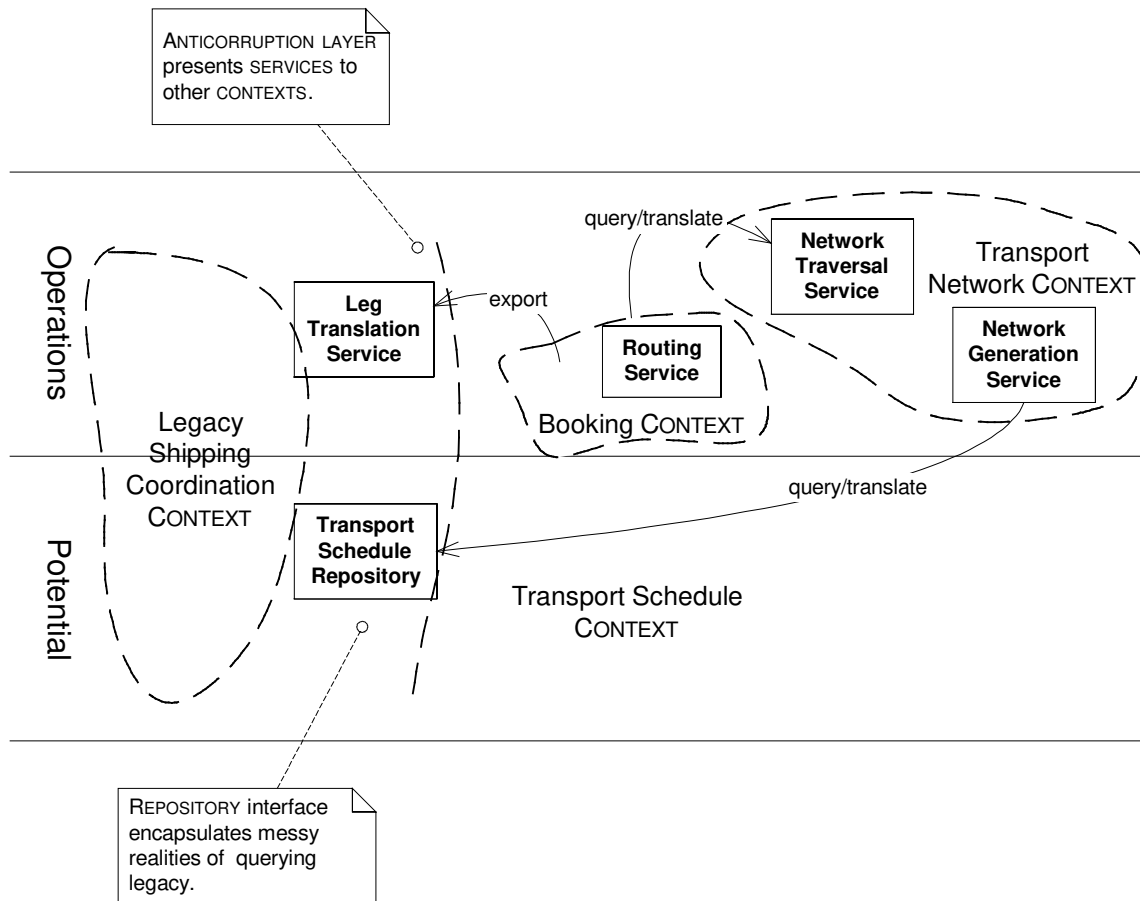 ANTICORRUPTION LAYER
presents SERVICES to
other CONTEXTS.
Operations
query/translate
Network
Traversal
Service
Transport
Network CONTEXT
Leg
Translation
Service
export
Routing
Service
Network
Generation
Service
Booking CONTEXT
Legacy
Shipping
Coordination
CONTEXT
query/translate
Potential
Transport
Schedule
Repository
Transport Schedule
CONTEXT
REPOSITORY interface
encapsulates messy
realities of querying
legacy.